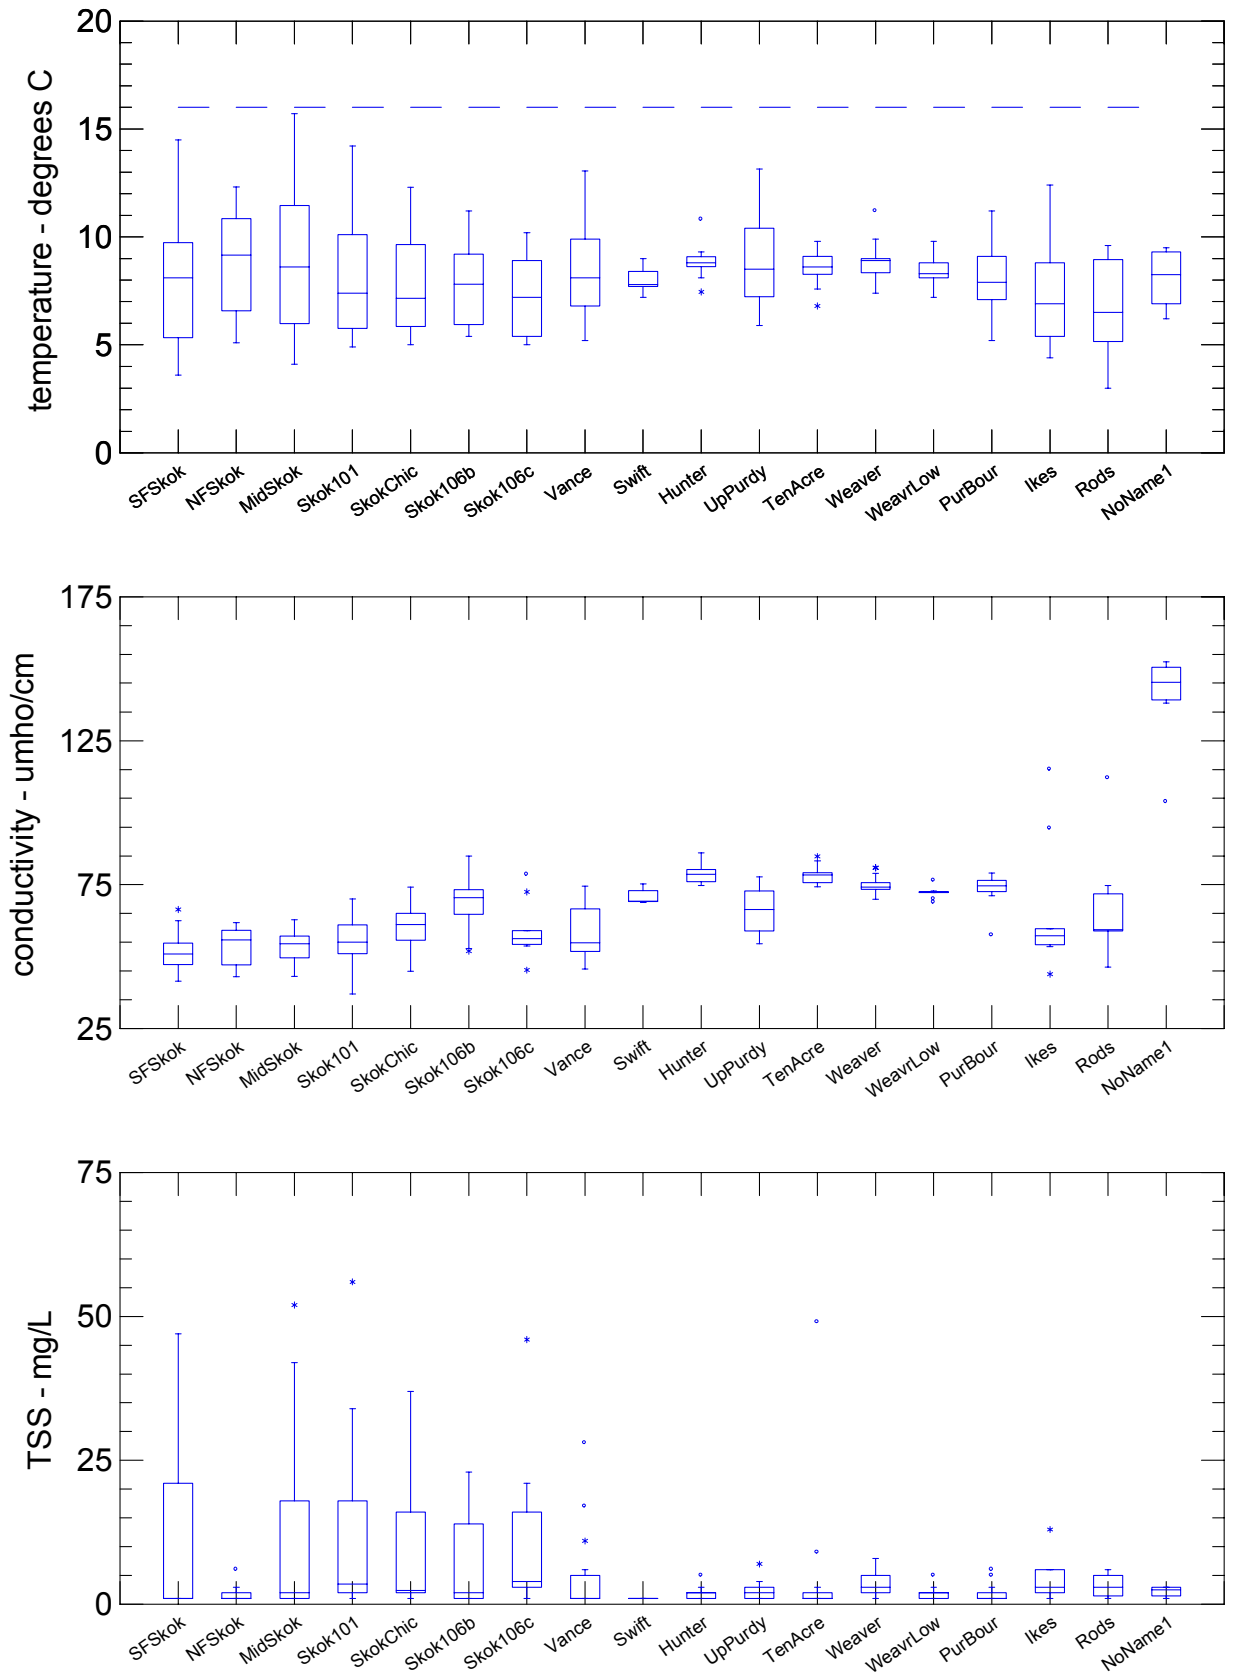 20
15
10
5
0
temperature - degrees C
SFSkok
NFSkok
MidSkok
Skok101
SkokChic
Skok106b
Skok106c
Vance
Swift
Hunter
UpPurdy
TenAcre
Weaver
WeavrLow
PurBour
Ikes
Rods
NoName1
175
125
75
25
conductivity - umho/cm
SFSkok
NFSkok
MidSkok
Skok101
SkokChic
Skok106b
Skok106c
Vance
Swift
Hunter
UpPurdy
TenAcre
Weaver
WeavrLow
PurBour
Ikes
Rods
NoName1
75
50
25
0
TSS - mg/L
SFSkok
NFSkok
MidSkok
Skok101
SkokChic
Skok106b
Skok106c
Vance
Swift
Hunter
UpPurdy
TenAcre
Weaver
WeavrLow
PurBour
Ikes
Rods
NoName1